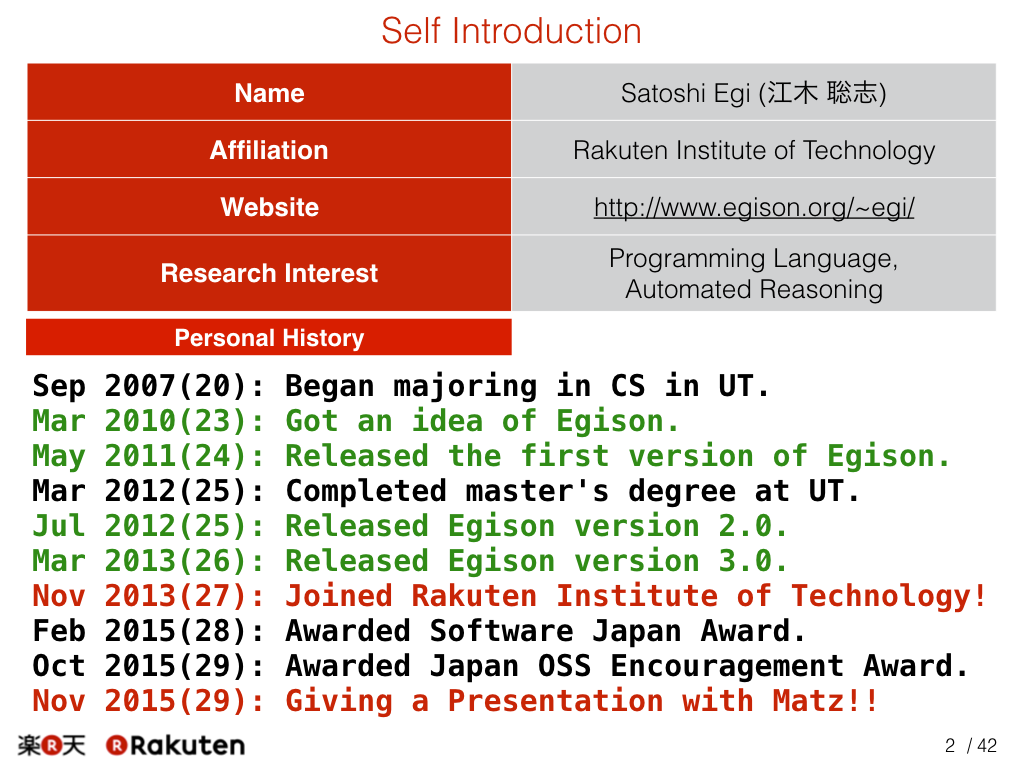 Self Introduction
Name
Satoshi Egi (江木 聡志)
Affiliation
Rakuten Institute of Technology
Website
http://www.egison.org/~egi/
Research Interest
Programming Language,
Automated Reasoning
Personal History
Sep 2007(20): Began majoring in CS in UT.
Mar 2010(23): Got an idea of Egison.
May 2011(24): Released the first version of Egison.
Mar 2012(25): Completed master's degree at UT.
Jul 2012(25): Released Egison version 2.0.
Mar 2013(26): Released Egison version 3.0.
Nov 2013(27): Joined Rakuten Institute of Technology!
Feb 2015(28): Awarded Software Japan Award.
Oct 2015(29): Awarded Japan OSS Encouragement Award.
Nov 2015(29): Giving a Presentation with Matz!!
楽R天 R Rakuten
2 / 42